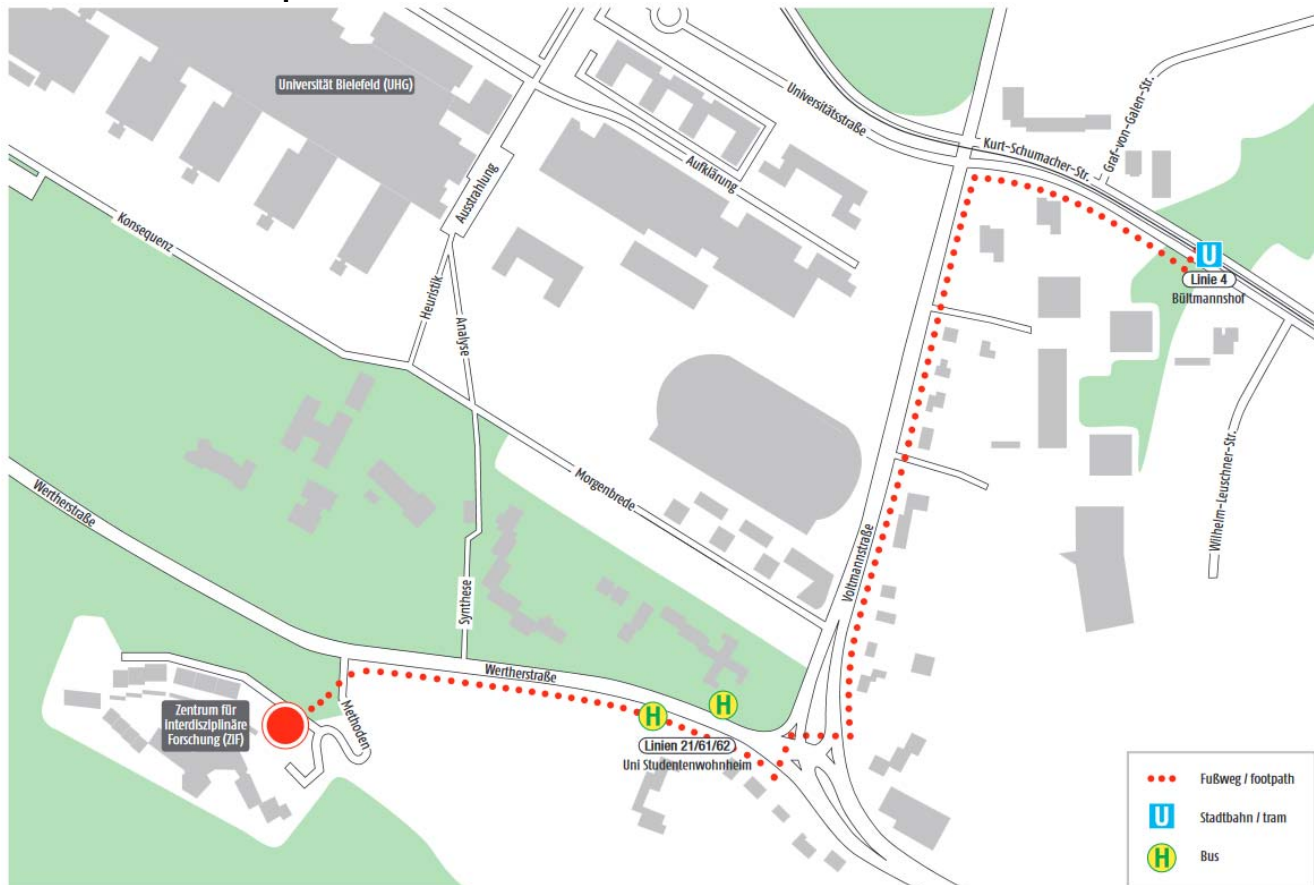 Universität Bielefeld (UHG)
Universitätsstraße
Kurt-Schumacher-Str.
Graf-von-Galen-Str.
Aufklärung
Ausstrahlung
Konsequenz
Heuristik
Analyse
U
Linie 4
Bültmannshof
Wilhelm-Leuschner-Str.
Morgenbrede
Voltmannstraße
Wertherstraße
Synthese
Wertherstraße
Methoden
Zentrum für
Interdisziplinäre
Forschung (ZiF)
H
H
Linien 21/61/62
Uni Studentenwohnheim
Fußweg / footpath
U
Stadtbahn / tram
H
Bus